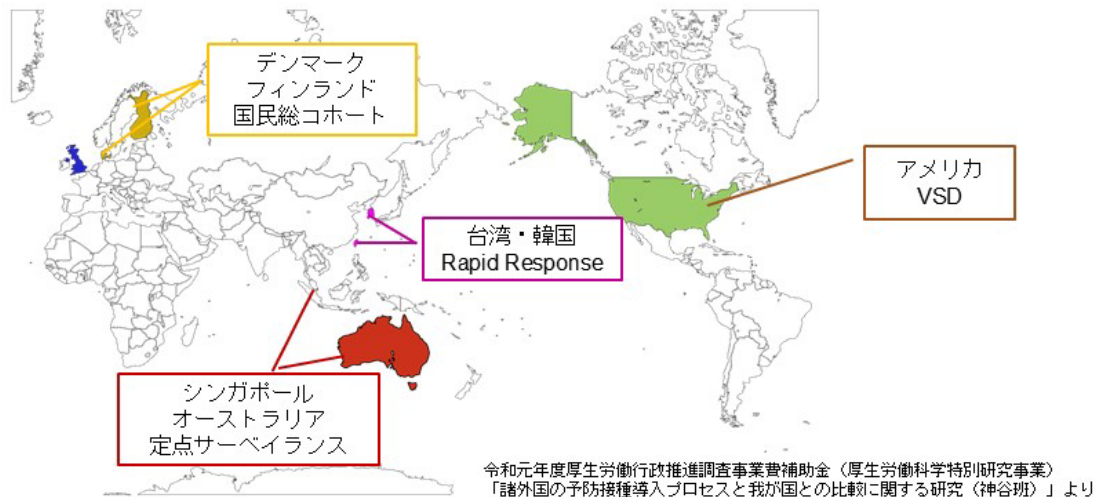 デンマーク
フィンランド
国民総コホート
アメリカ
VSD
台湾・韓国
Rapid Response
シンガポール
オーストラリア
定点サーベイランス
令和元年度厚生労働行政推進調査事業費補助金（厚生労働科学特別研究事業）
「諸外国の予防接種導入プロセスと我が国との比較に関する研究（神谷班）」より